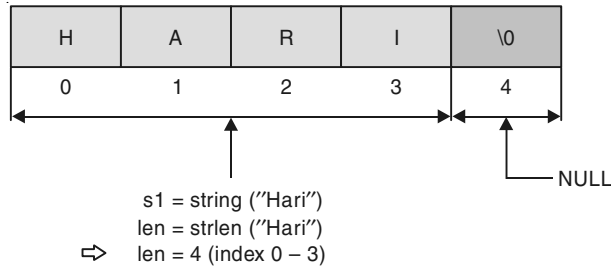 H A R I \0
0 1 2 3 4
NULL
s1 = string (″Hari″)
len = strlen (″Hari″)
⇨ len = 4 (index 0 – 3)